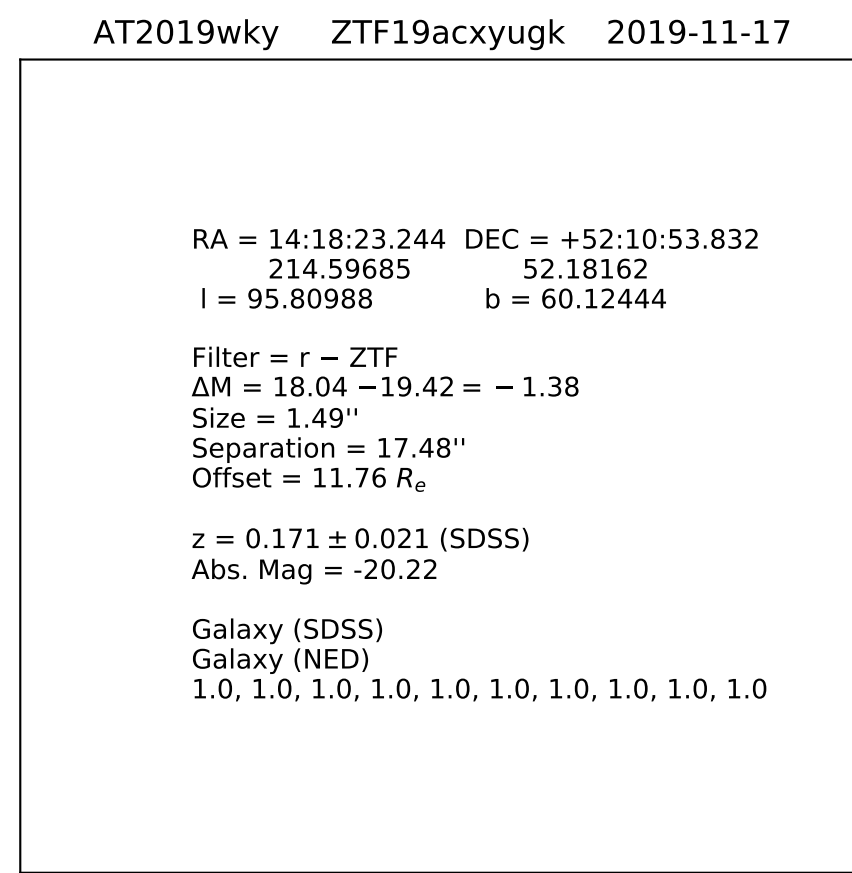 AT2019wky ZTF19acxyugk 2019-11-17
RA = 14:18:23.244 DEC = +52:10:53.832
214.59685 52.18162
l = 95.80988 b = 60.12444
Filter = r − ZTF
ΔM = 18.04 −19.42 = − 1.38
Size = 1.49''
Separation = 17.48''
Offset = 11.76 Rₑ
z = 0.171 ± 0.021 (SDSS)
Abs. Mag = -20.22
Galaxy (SDSS)
Galaxy (NED)
1.0, 1.0, 1.0, 1.0, 1.0, 1.0, 1.0, 1.0, 1.0, 1.0